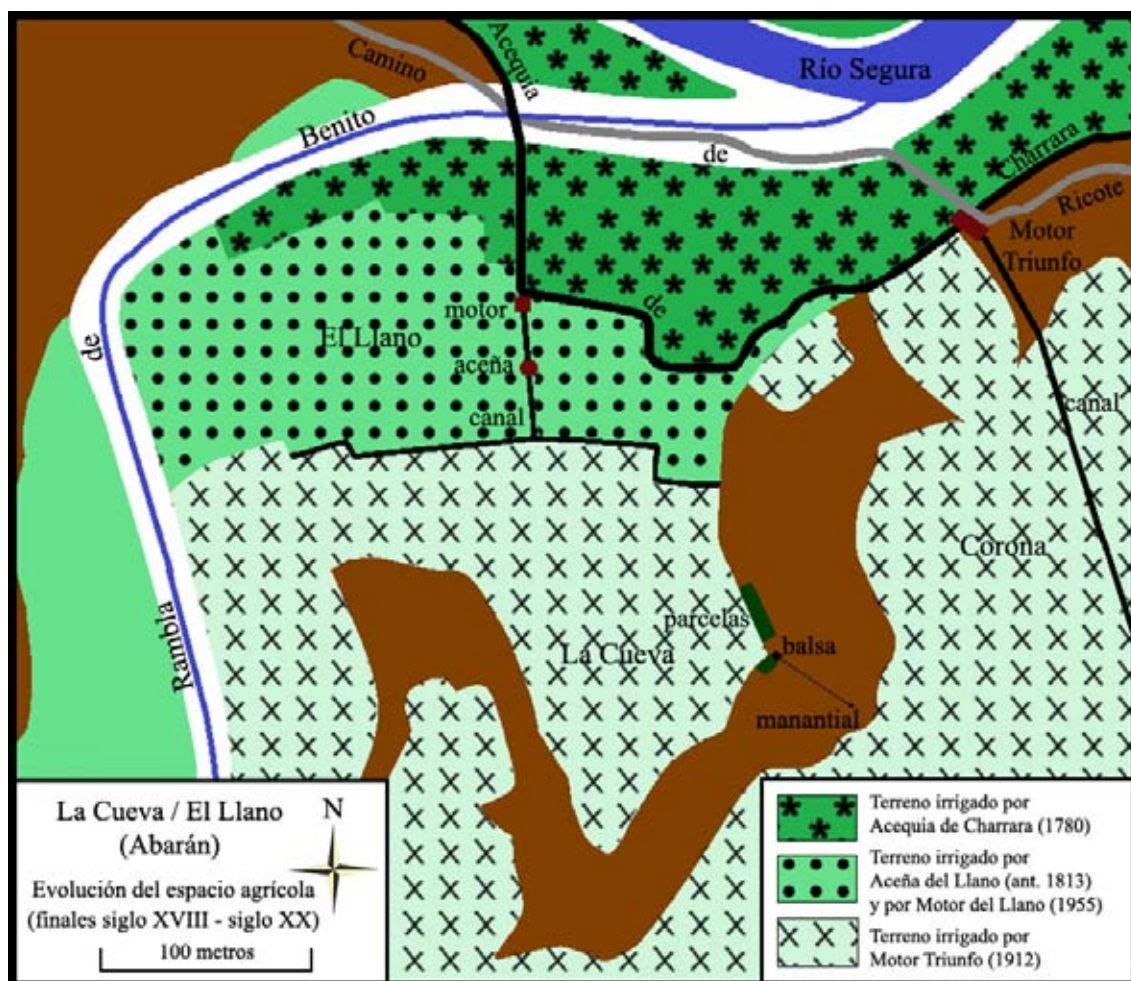 Acequia
de
Charrara
Camino
de
Ricote
Río Segura
Rambla
de
Benito
Motor
Triunfo
motor
El Llano
aceña
canal
canal
Corona
parcelas
balsa
La Cueva
manantial
La Cueva / El Llano
(Abarán)
N
Evolución del espacio agrícola
(finales siglo XVIII - siglo XX)
100 metros
Terreno irrigado por
Acequia de Charrara (1780)
Terreno irrigado por
Aceña del Llano (ant. 1813)
y por Motor del Llano (1955)
Terreno irrigado por
Motor Triunfo (1912)